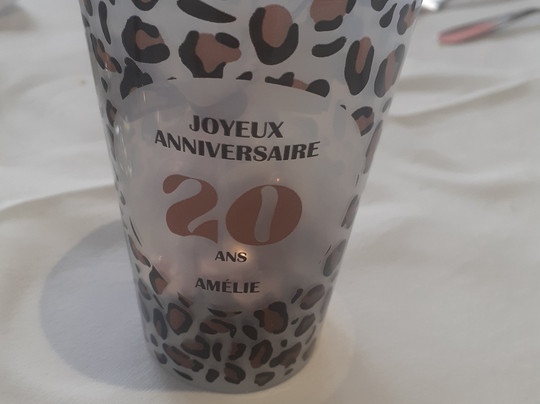 JOYEUX
ANNIVERSAIRE
20
ANS
AMÉLIE